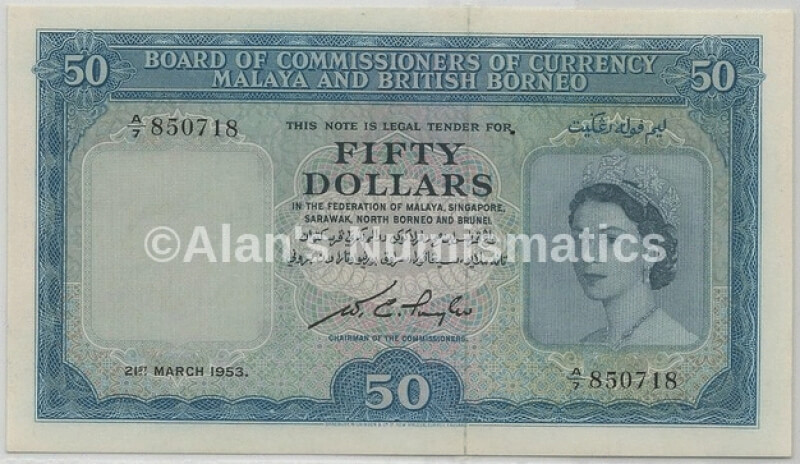 50 BOARD OF COMMISSIONERS OF CURRENCY 50
MALAYA AND BRITISH BORNEO
A/7 850718
THIS NOTE IS LEGAL TENDER FOR
FIFTY
DOLLARS
IN THE FEDERATION OF MALAYA, SINGAPORE,
SARAWAK, NORTH BORNEO AND BRUNEI.
©Alan's Numismatics
CHAIRMAN OF THE COMMISSIONERS.
21ST MARCH 1953.
50
A/7 850718